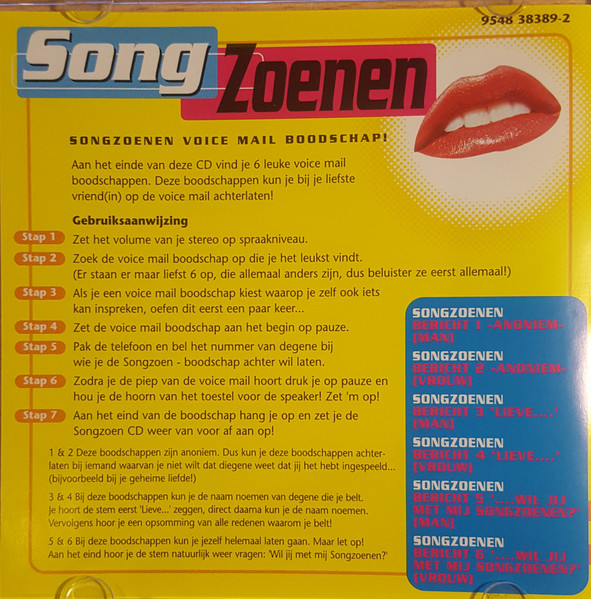 9548 38389-2
Song
Zoenen
SONGZOENEN VOICE MAIL BOODSCHAP!
Aan het einde van deze CD vind je 6 leuke voice mail
boodschappen. Deze boodschappen kun je bij je liefste
vriend(in) op de voice mail achterlaten!
Gebruiksaanwijzing
Stap 1 Zet het volume van je stereo op spraakniveau.
Stap 2 Zoek de voice mail boodschap op die je het leukst vindt.
(Er staan er maar liefst 6 op, die allemaal anders zijn, dus beluister ze eerst allemaal!)
Stap 3 Als je een voice mail boodschap kiest waarop je zelf ook iets
kan inspreken, oefen dit eerst een paar keer...
Stap 4 Zet de voice mail boodschap aan het begin op pauze.
Stap 5 Pak de telefoon en bel het nummer van degene bij
wie je de Songzoen - boodschap achter wil laten.
Stap 6 Zodra je de piep van de voice mail hoort druk je op pauze en
hou je de hoorn van het toestel voor de speaker! Zet 'm op!
Stap 7 Aan het eind van de boodschap hang je op en zet je de
Songzoen CD weer van voor af aan op!
1 & 2 Deze boodschappen zijn anoniem. Dus kun je deze boodschappen achter-
laten bij iemand waarvan je niet wilt dat diegene weet dat jij het hebt ingespeeld...
(bijvoorbeeld bij je geheime liefde!)
3 & 4 Bij deze boodschappen kun je de naam noemen van degene die je belt.
Je hoort de stem eerst 'Lieve...' zeggen, direct daarna kun je de naam noemen.
Vervolgens hoor je een opsomming van alle redenen waarom je belt!
5 & 6 Bij deze boodschappen kun je jezelf helemaal laten gaan. Maar let op!
Aan het eind hoor je de stem natuurlijk weer vragen: 'Wil jij met mij Songzoenen?'
SONGZOENEN
BERICHT 1 -ANONIEM-
(MAN)
SONGZOENEN
BERICHT 2 -ANONIEM-
(VROUW)
SONGZOENEN
BERICHT 3 'LIEVE....'
(MAN)
SONGZOENEN
BERICHT 4 'LIEVE....'
(VROUW)
SONGZOENEN
BERICHT 5 '....WIL JIJ
MET MIJ SONGZOENEN?'
(MAN)
SONGZOENEN
BERICHT 6 '....WIL JIJ
MET MIJ SONGZOENEN?'
(VROUW)